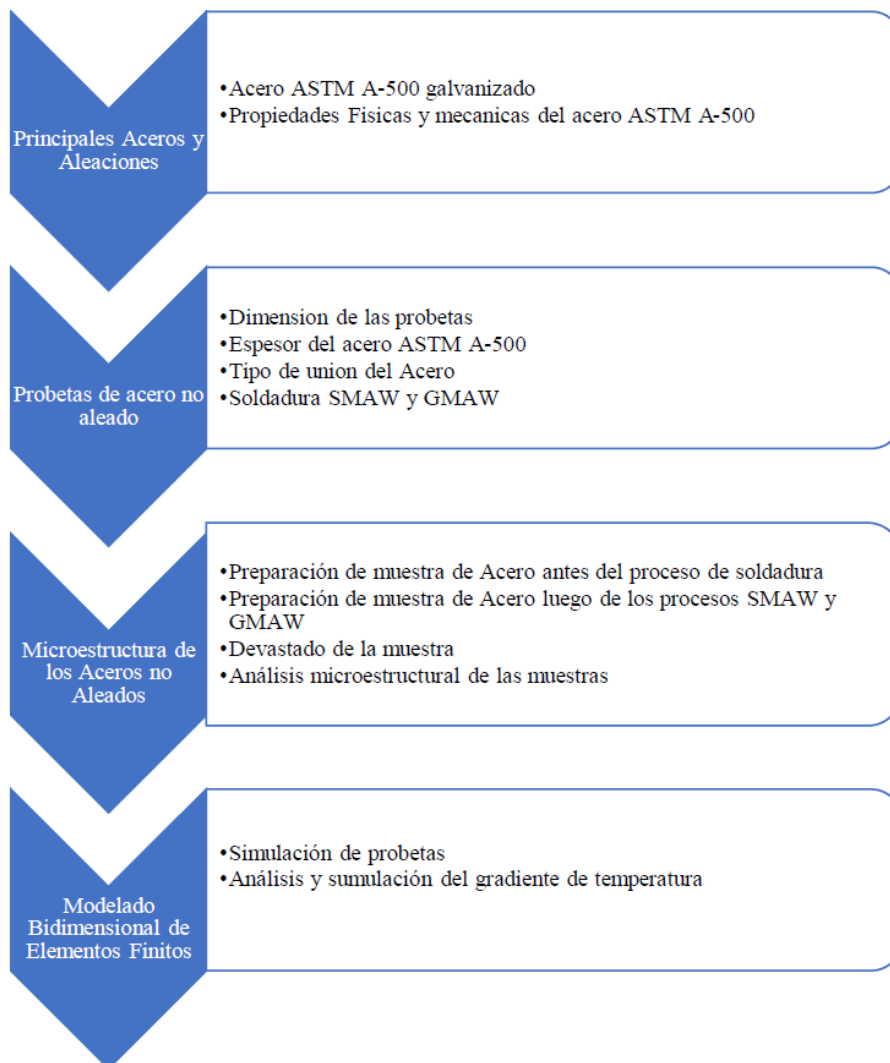 Principales Aceros y
Aleaciones
•Acero ASTM A-500 galvanizado
•Propiedades Fisicas y mecanicas del acero ASTM A-500
Probetas de acero no
aleado
•Dimension de las probetas
•Espesor del acero ASTM A-500
•Tipo de union del Acero
•Soldadura SMAW y GMAW
Microestructura de
los Aceros no
Aleados
•Preparación de muestra de Acero antes del proceso de soldadura
•Preparación de muestra de Acero luego de los procesos SMAW y
GMAW
•Devastado de la muestra
•Análisis microestructural de las muestras
Modelado
Bidimensional de
Elementos Finitos
•Simulación de probetas
•Análisis y sumulación del gradiente de temperatura